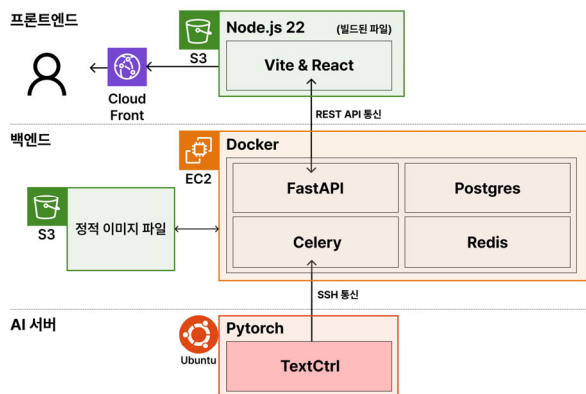 프론트엔드
Node.js 22 (빌드된 파일)
S3
Vite & React
Cloud
Front
REST API 통신
백엔드
Docker
EC2
FastAPI
Postgres
S3
정적 이미지 파일
Celery
Redis
SSH 통신
AI 서버
Pytorch
Ubuntu
TextCtrl